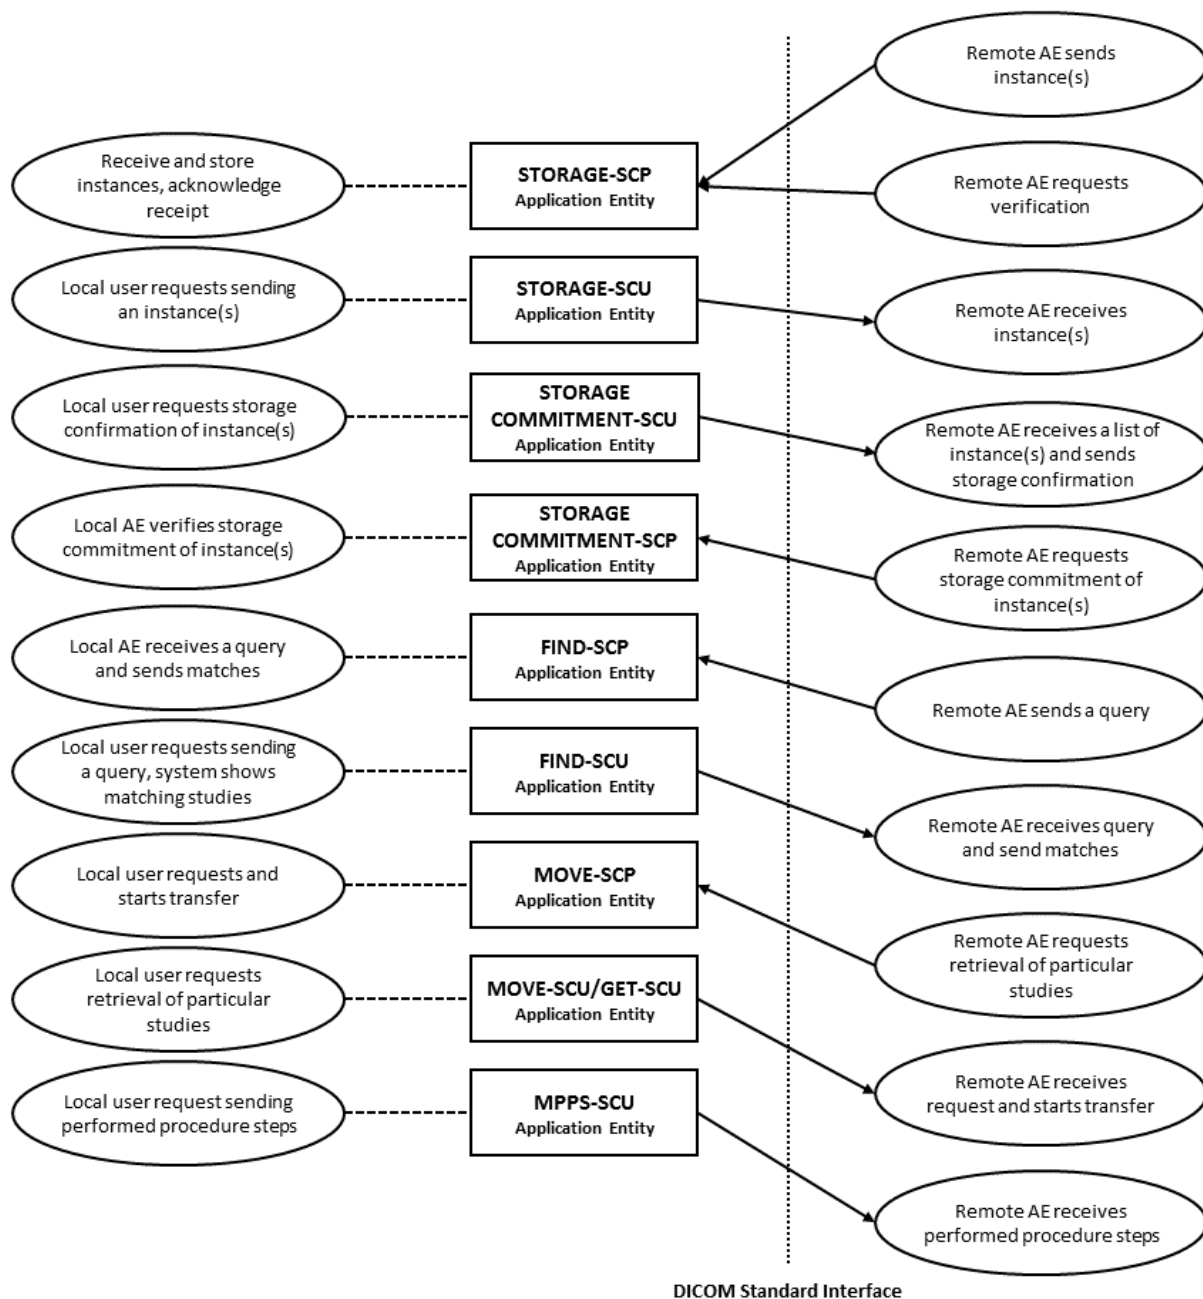 Remote AE sends
instance(s)
Receive and store
instances, acknowledge
receipt
STORAGE-SCP
Application Entity
Remote AE requests
verification
Local user requests sending
an instance(s)
STORAGE-SCU
Application Entity
Remote AE receives
instance(s)
Local user requests storage
confirmation of instance(s)
STORAGE
COMMITMENT-SCU
Application Entity
Remote AE receives a list of
instance(s) and sends
storage confirmation
Local AE verifies storage
commitment of instance(s)
STORAGE
COMMITMENT-SCP
Application Entity
Remote AE requests
storage commitment of
instance(s)
Local AE receives a query
and sends matches
FIND-SCP
Application Entity
Remote AE sends a query
Local user requests sending
a query, system shows
matching studies
FIND-SCU
Application Entity
Remote AE receives query
and send matches
Local user requests and
starts transfer
MOVE-SCP
Application Entity
Remote AE requests
retrieval of particular
studies
Local user requests
retrieval of particular
studies
MOVE-SCU/GET-SCU
Application Entity
Remote AE receives
request and starts transfer
Local user request sending
performed procedure steps
MPPS-SCU
Application Entity
Remote AE receives
performed procedure steps
DICOM Standard Interface